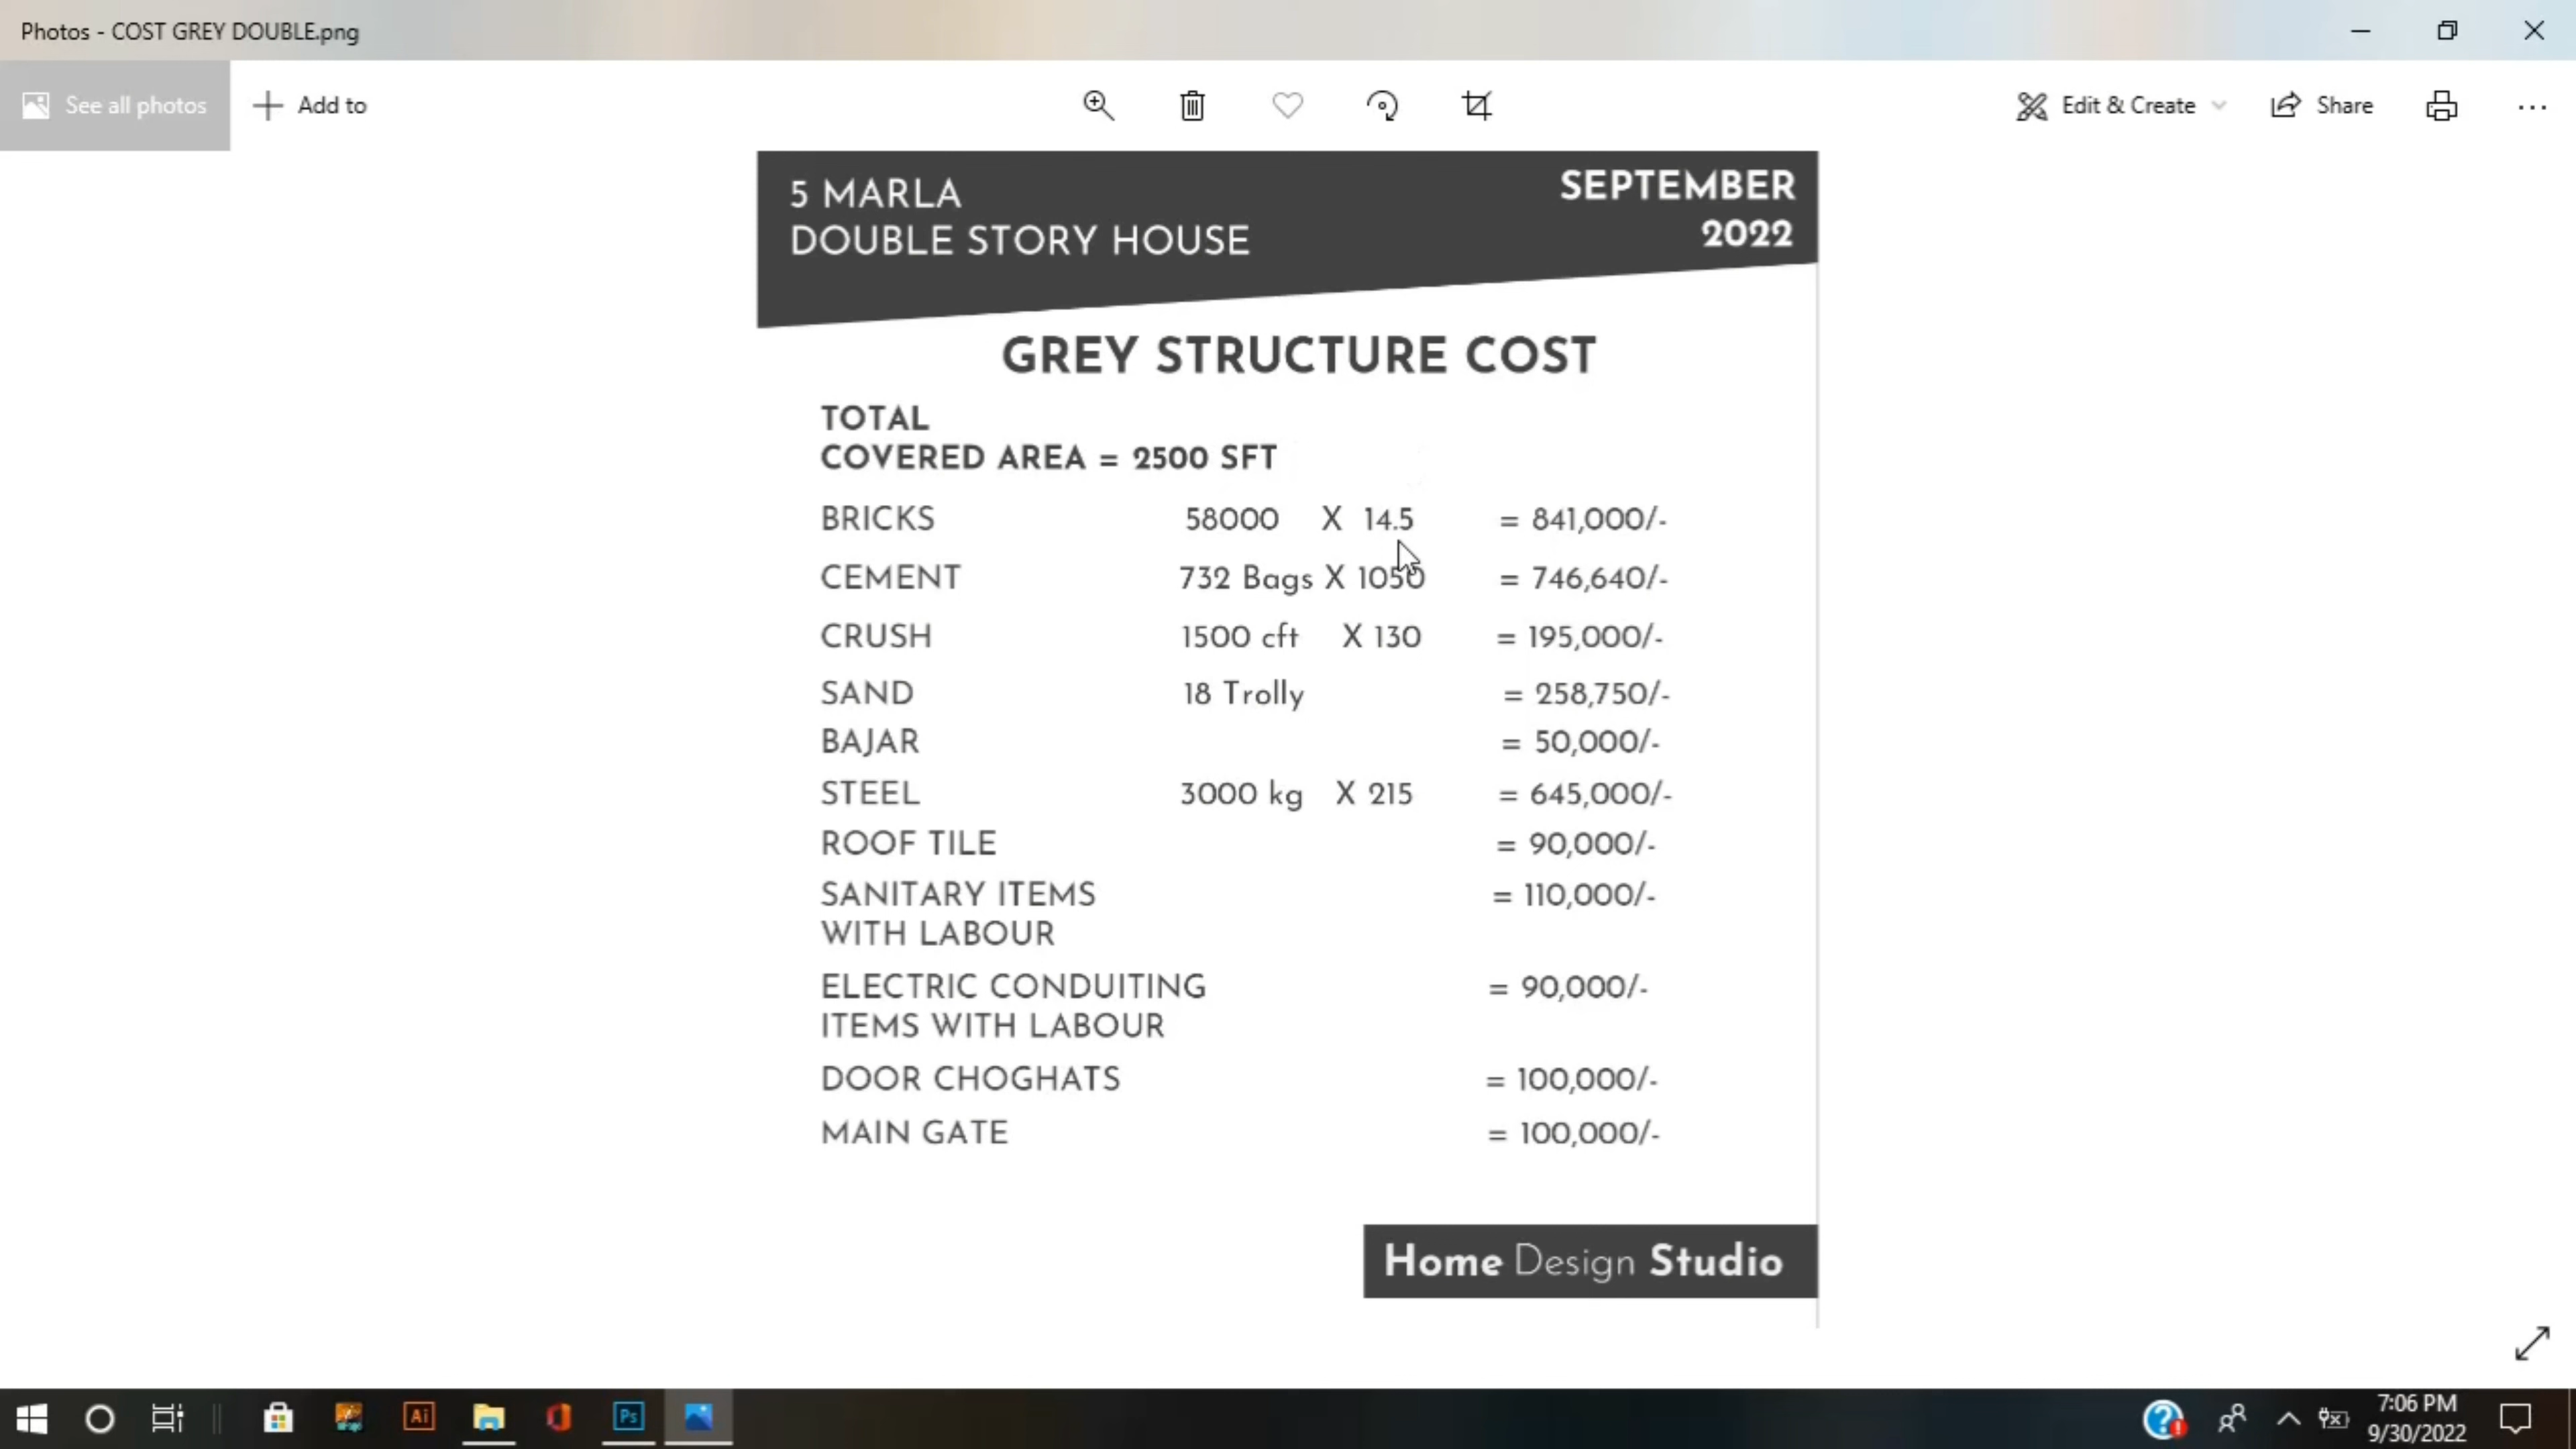 Photos - COST GREY DOUBLE.png
See all photos
Add to
Edit & Create
Share
5 MARLA
DOUBLE STORY HOUSE
SEPTEMBER
2022
GREY STRUCTURE COST
TOTAL
COVERED AREA = 2500 SFT
BRICKS 58000 X 14.5 = 841,000/-
CEMENT 732 Bags X 1050 = 746,640/-
CRUSH 1500 cft X 130 = 195,000/-
SAND 18 Trolly = 258,750/-
BAJAR = 50,000/-
STEEL 3000 kg X 215 = 645,000/-
ROOF TILE = 90,000/-
SANITARY ITEMS = 110,000/-
WITH LABOUR
ELECTRIC CONDUITING = 90,000/-
ITEMS WITH LABOUR
DOOR CHOGHATS = 100,000/-
MAIN GATE = 100,000/-
Home Design Studio
Ai
Ps
7:06 PM
9/30/2022